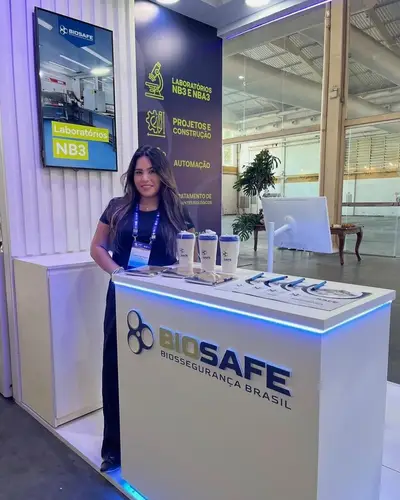 BIOSAFE
Laboratórios
NB3
LABORATÓRIOS
NB3 E NBA3
PROJETOS E
CONSTRUÇÃO
AUTOMAÇÃO
BIOSAFE
BIOSSEGURANÇA BRASIL